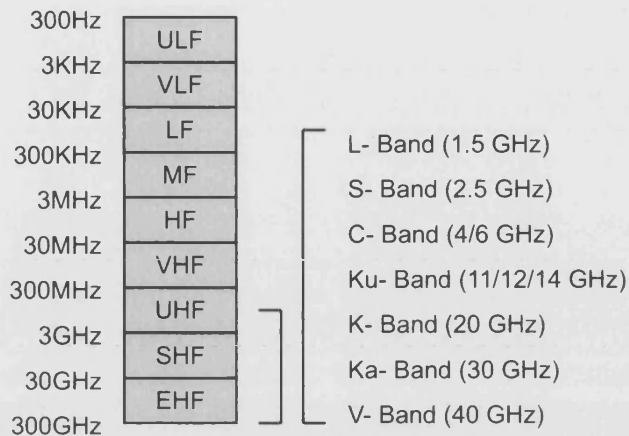 300Hz
ULF
3KHz
VLF
30KHz
LF
300KHz
MF
3MHz
HF
30MHz
VHF
300MHz
UHF
3GHz
SHF
30GHz
EHF
300GHz
L- Band (1.5 GHz)
S- Band (2.5 GHz)
C- Band (4/6 GHz)
Ku- Band (11/12/14 GHz)
K- Band (20 GHz)
Ka- Band (30 GHz)
V- Band (40 GHz)